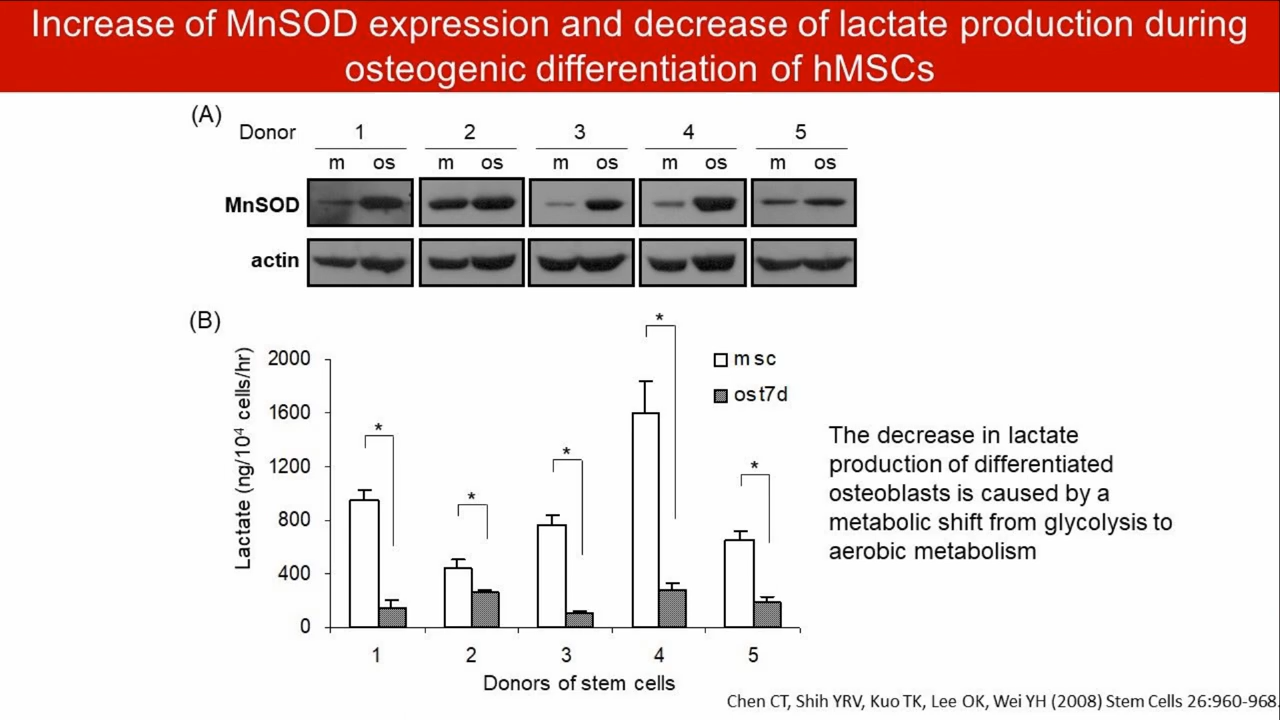 Increase of MnSOD expression and decrease of lactate production during
osteogenic differentiation of hMSCs
(A)
Donor 1 2 3 4 5
m os m os m os m os m os
MnSOD
actin
(B)
Lactate (ng/10⁴ cells/hr)
2000
1600
1200
800
400
0
* * * * *
msc
ost7d
1 2 3 4 5
Donors of stem cells
The decrease in lactate
production of differentiated
osteoblasts is caused by a
metabolic shift from glycolysis to
aerobic metabolism
Chen CT, Shih YRV, Kuo TK, Lee OK, Wei YH (2008) Stem Cells 26:960-968